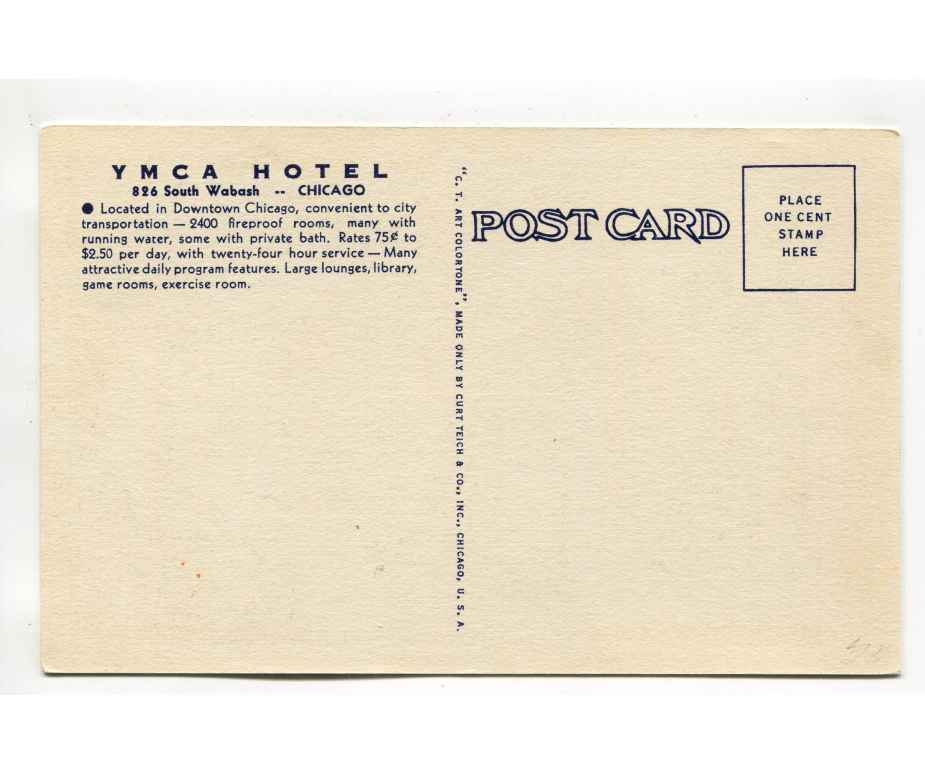 YMCA HOTEL
826 South Wabash -- CHICAGO
● Located in Downtown Chicago, convenient to city
transportation — 2400 fireproof rooms, many with
running water, some with private bath. Rates 75¢ to
$2.50 per day, with twenty-four hour service — Many
attractive daily program features. Large lounges, library,
game rooms, exercise room.
"C. T. ART COLORTONE", MADE ONLY BY CURT TEICH & CO., INC., CHICAGO, U. S. A.
POST CARD
PLACE
ONE CENT
STAMP
HERE